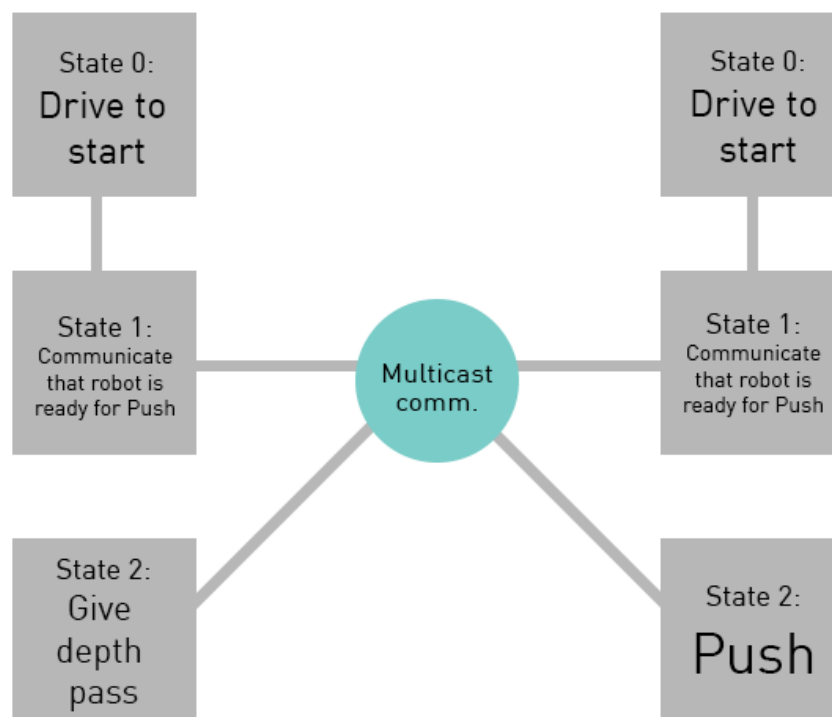 State 0:
Drive to
start
State 0:
Drive to
start
State 1:
Communicate
that robot is
ready for Push
Multicast
comm.
State 1:
Communicate
that robot is
ready for Push
State 2:
Give
depth
pass
State 2:
Push